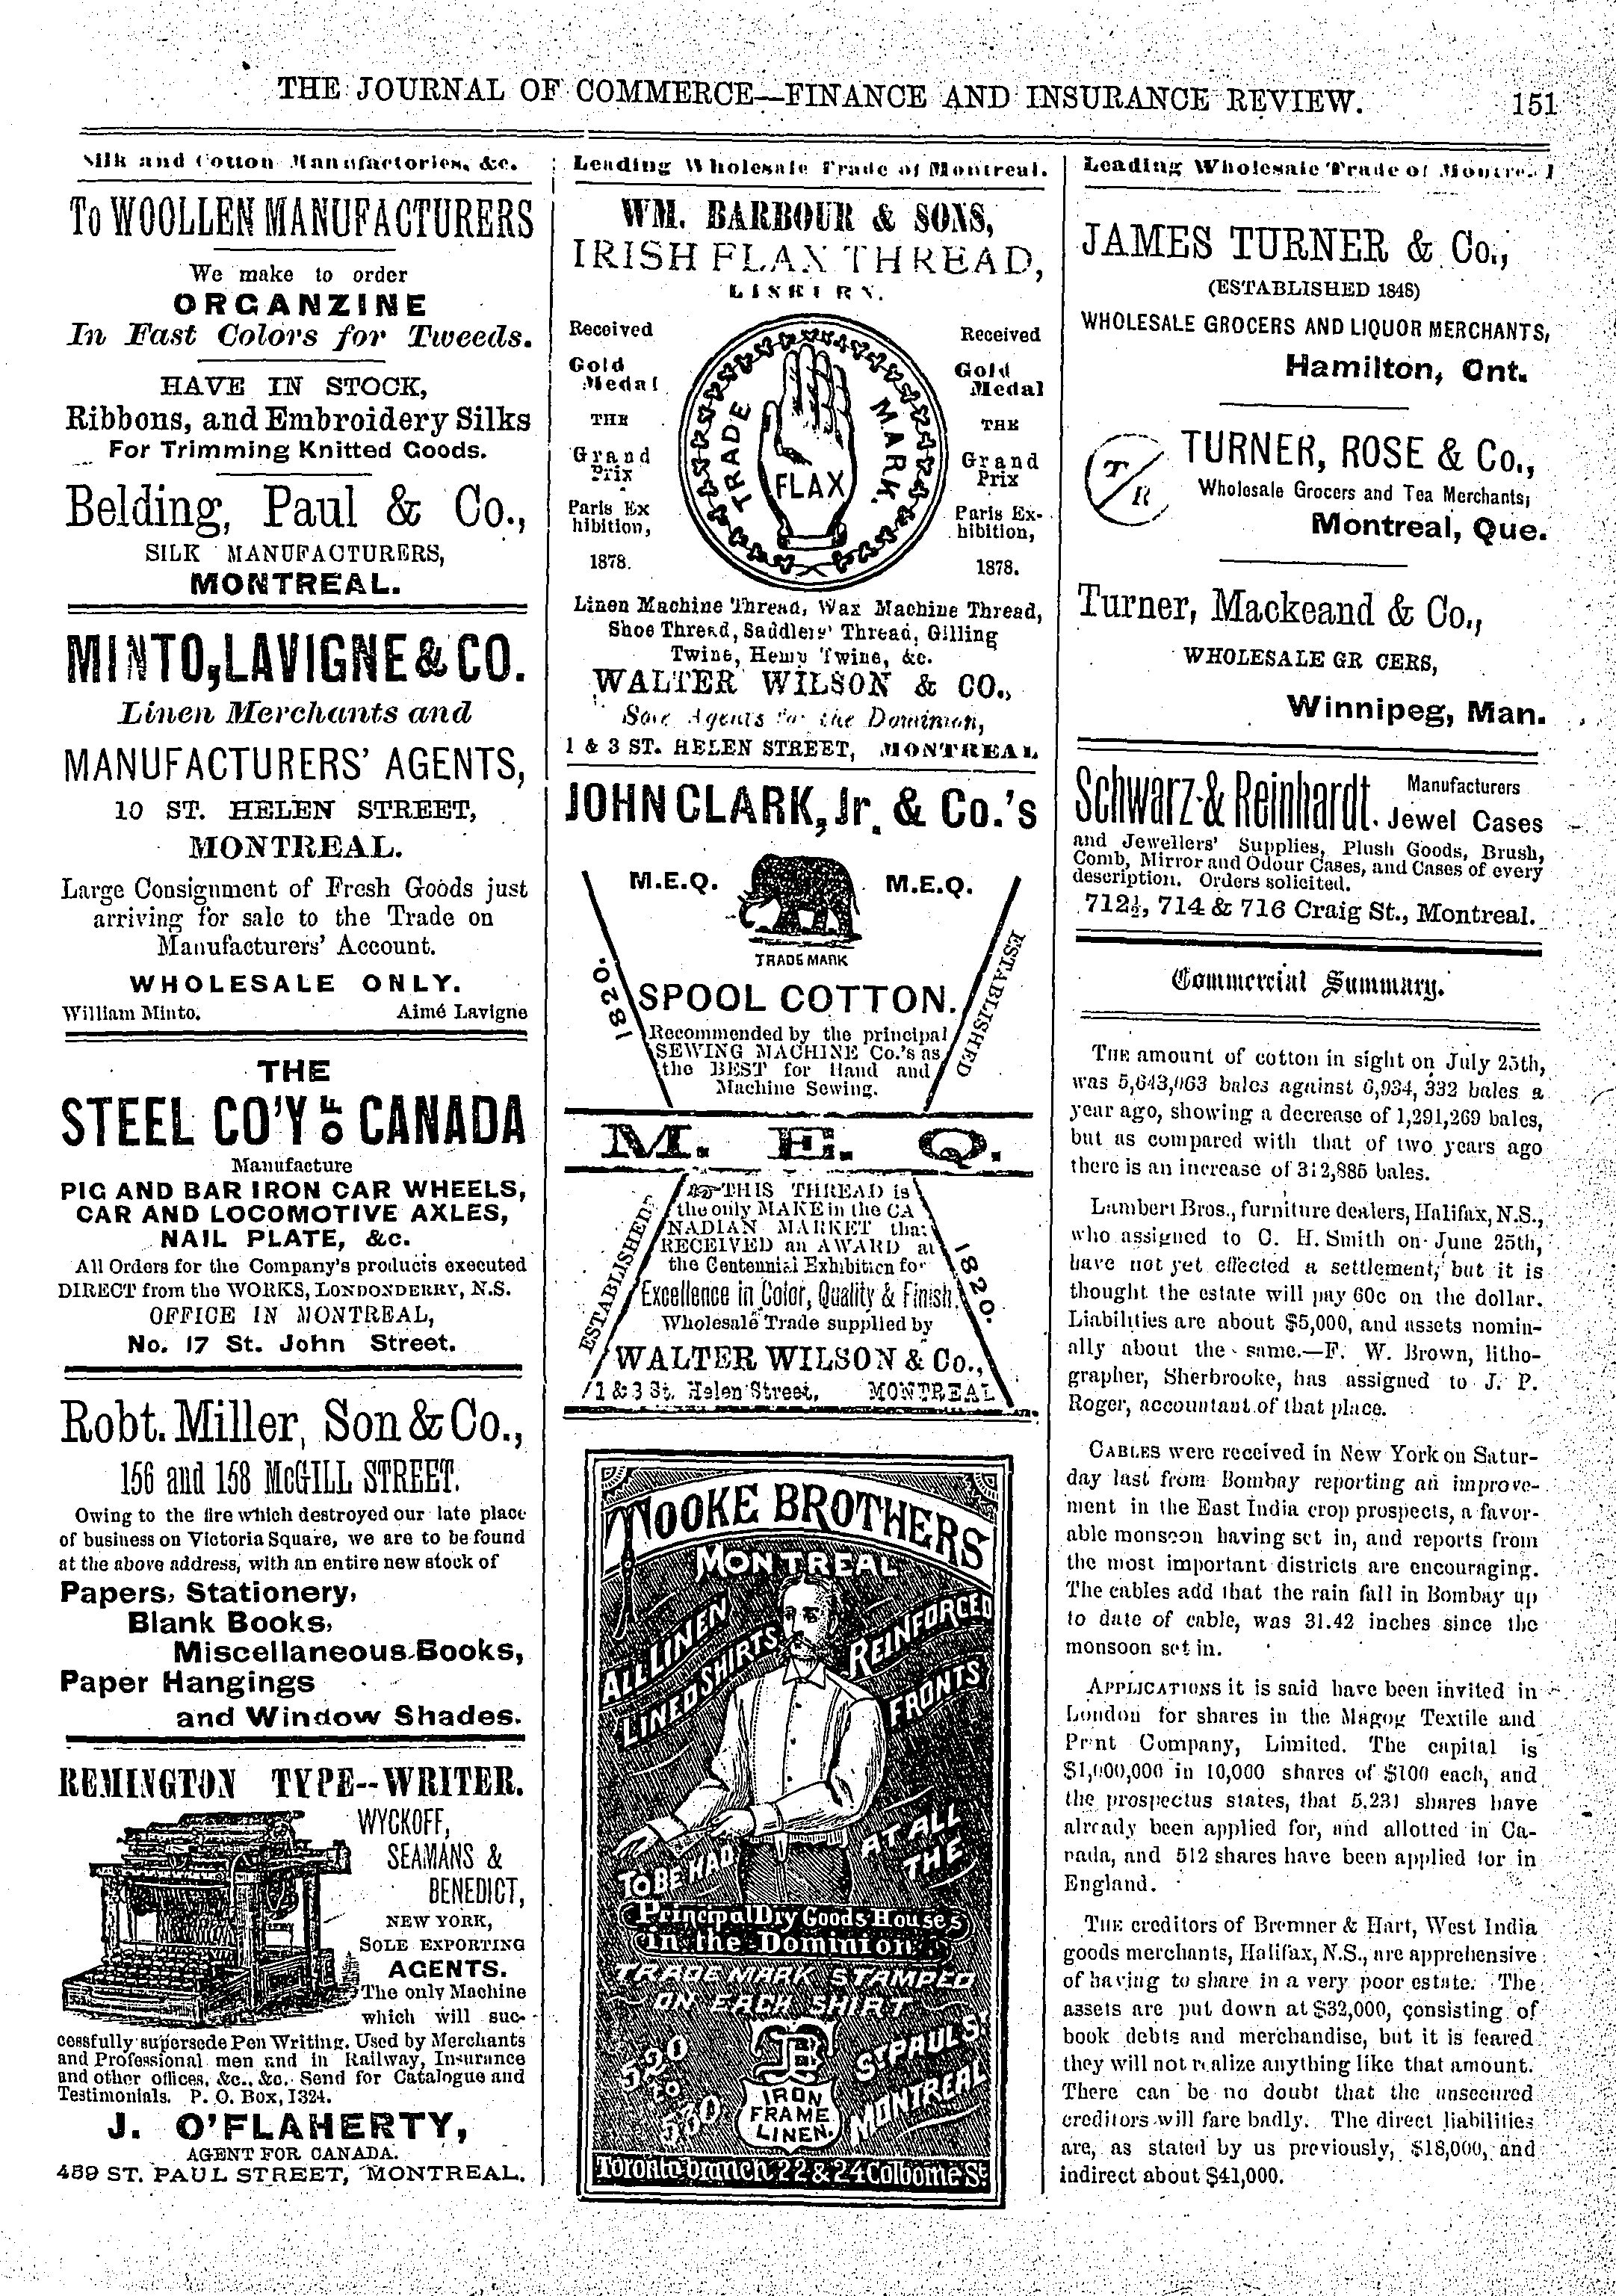 THE JOURNAL OF COMMERCE—FINANCE AND INSURANCE REVIEW. 151
Silk and Cotton Manufactories, &c.
To WOOLLEN MANUFACTURERS
We make to order
ORGANZINE
In Fast Colors for Tweeds.
HAVE IN STOCK,
Ribbons, and Embroidery Silks
For Trimming Knitted Goods.
Belding, Paul & Co.,
SILK MANUFACTURERS,
MONTREAL.
MINTO, LAVIGNE & CO.
Linen Merchants and
MANUFACTURERS' AGENTS,
10 ST. HELEN STREET,
MONTREAL.
Large Consignment of Fresh Goods just
arriving for sale to the Trade on
Manufacturers' Account.
WHOLESALE ONLY.
William Minto. Aimé Lavigne
THE
STEEL CO'Y OF CANADA
Manufacture
PIG AND BAR IRON CAR WHEELS,
CAR AND LOCOMOTIVE AXLES,
NAIL PLATE, &c.
All Orders for the Company's products executed
DIRECT from the WORKS, LONDONDERRY, N.S.
OFFICE IN MONTREAL,
No. 17 St. John Street.
Robt. Miller, Son & Co.,
156 and 158 McGILL STREET.
Owing to the fire which destroyed our late place
of business on Victoria Square, we are to be found
at the above address, with an entire new stock of
Papers, Stationery,
Blank Books,
Miscellaneous Books,
Paper Hangings
and Window Shades.
REMINGTON TYPE--WRITER.
WYCKOFF,
SEAMANS &
BENEDICT,
NEW YORK,
SOLE EXPORTING
AGENTS.
The only Machine
which will suc-
cessfully supersede Pen Writing. Used by Merchants
and Professional men and in Railway, Insurance
and other offices, &c., &c. Send for Catalogue and
Testimonials. P. O. Box, 1324.
J. O'FLAHERTY,
AGENT FOR CANADA.
459 ST. PAUL STREET, MONTREAL.
Leading Wholesale Trade of Montreal.
WM. BARBOUR & SONS,
IRISH FLAX THREAD,
LISBURN.
Received
Gold
Medal
THE
Grand
Prix
Paris Ex
hibition,
1878.
TRADE MARK.
FLAX
Received
Gold
Medal
THE
Grand
Prix
Paris Ex-
hibition,
1878.
Linen Machine Thread, Wax Machine Thread,
Shoe Thread, Saddlers' Thread, Gilling
Twine, Hemp Twine, &c.
WALTER WILSON & CO.,
Sole Agents for the Dominion,
1 & 3 ST. HELEN STREET, MONTREAL
JOHN CLARK, Jr. & Co.'s
M.E.Q. M.E.Q.
TRADE MARK
ESTABLISHED 1820.
SPOOL COTTON.
Recommended by the principal
SEWING MACHINE Co.'s as
the BEST for Hand and
Machine Sewing.
M. E. Q.
THIS THREAD is
the only MAKE in the CA
NADIAN MARKET that
RECEIVED an AWARD at
the Centennial Exhibition for
Excellence in Color, Quality & Finish.
ESTABLISHED 1820.
Wholesale Trade supplied by
WALTER WILSON & Co.,
1 & 3 St. Helen Street, MONTREAL
TOOKE BROTHERS
MONTREAL
ALL LINEN
LINED SHIRTS
REINFORCED
FRONTS
TO BE HAD
AT ALL
THE
Principal Dry Goods Houses
in the Dominion
TRADE MARK STAMPED
ON EACH SHIRT
520
TO
530
TB
IRON
FRAME
LINEN.
ST PAUL ST
MONTREAL
Toronto branch 22 & 24 Colborne St
Leading Wholesale Trade of Montreal
JAMES TURNER & Co.,
(ESTABLISHED 1848)
WHOLESALE GROCERS AND LIQUOR MERCHANTS,
Hamilton, Ont.
T/R
TURNER, ROSE & Co.,
Wholesale Grocers and Tea Merchants,
Montreal, Que.
Turner, Mackeand & Co.,
WHOLESALE GR CERS,
Winnipeg, Man.
Schwarz & Reinhardt. Manufacturers
Jewel Cases
and Jewellers' Supplies, Plush Goods, Brush,
Comb, Mirror and Odour Cases, and Cases of every
description. Orders solicited.
712½, 714 & 716 Craig St., Montreal.
Commercial Summary.
THE amount of cotton in sight on July 25th,
was 5,643,063 bales against 6,934,332 bales a
year ago, showing a decrease of 1,291,269 bales,
but as compared with that of two years ago
there is an increase of 312,885 bales.
Lambert Bros., furniture dealers, Halifax, N.S.,
who assigned to C. H. Smith on June 25th,
have not yet effected a settlement, but it is
thought the estate will pay 60c on the dollar.
Liabilities are about $5,000, and assets nomin-
ally about the same.—F. W. Brown, litho-
grapher, Sherbrooke, has assigned to J. P.
Roger, accountant of that place.
CABLES were received in New York on Satur-
day last from Bombay reporting an improve-
ment in the East India crop prospects, a favor-
able monsoon having set in, and reports from
the most important districts are encouraging.
The cables add that the rain fall in Bombay up
to date of cable, was 31.42 inches since the
monsoon set in.
APPLICATIONS it is said have been invited in
London for shares in the Magog Textile and
Print Company, Limited. The capital is
$1,000,000 in 10,000 shares of $100 each, and
the prospectus states, that 5,231 shares have
already been applied for, and allotted in Ca-
nada, and 512 shares have been applied for in
England.
THE creditors of Bremner & Hart, West India
goods merchants, Halifax, N.S., are apprehensive
of having to share in a very poor estate. The
assets are put down at $32,000, consisting of
book debts and merchandise, but it is feared
they will not realize anything like that amount.
There can be no doubt that the unsecured
creditors will fare badly. The direct liabilities
are, as stated by us previously, $18,000, and
indirect about $41,000.